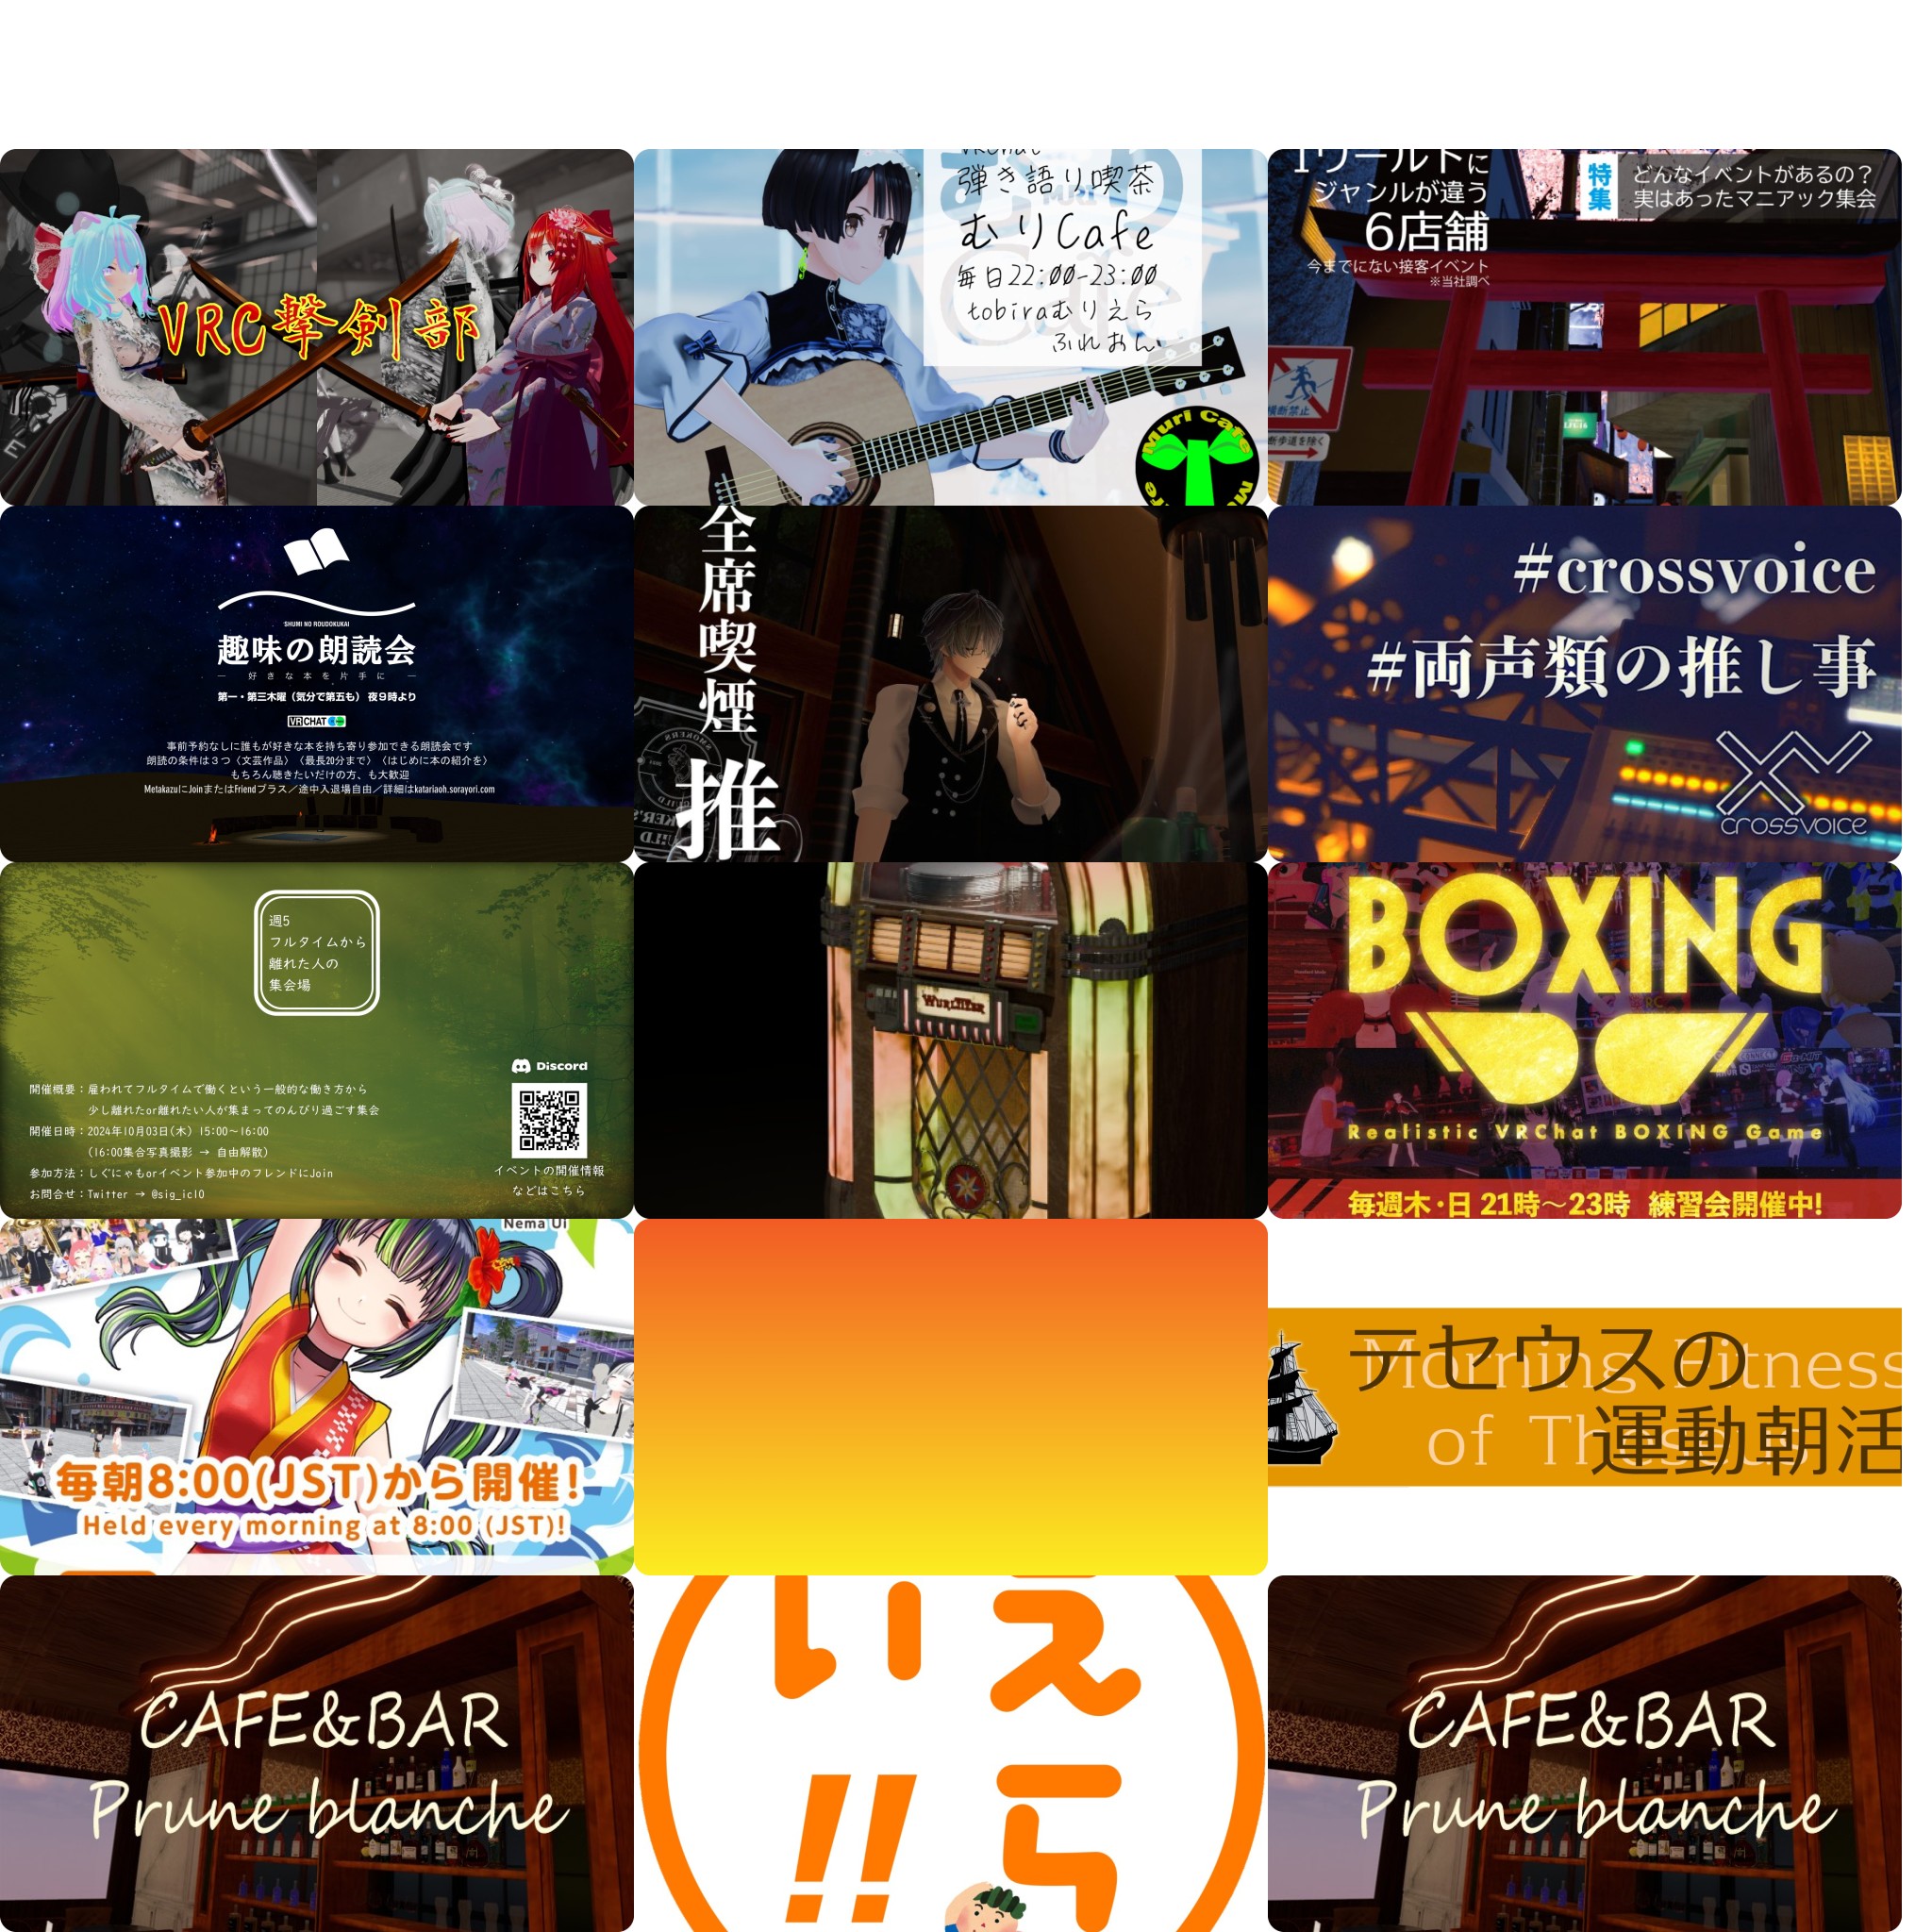 VRC撃剣部
弾き語り喫茶
むりCafe
毎日22:00-23:00
tobiraむりえら
ふれおん
Muri Cafe
1ワールドに
ジャンルが違う
6店舗
今までにない接客イベント
※当社調べ
特集
どんなイベントがあるの？
実はあったマニアック集会
横断禁止
断歩道を除く
SHUMI NO ROUDOKUKAI
趣味の朗読会
― 好きな本を片手に ―
第一・第三木曜（気分で第五も）夜９時より
VRCHAT
事前予約なしに誰もが好きな本を持ち寄り参加できる朗読会です
朗読の条件は３つ〈文芸作品〉〈最長20分まで〉〈はじめに本の紹介を〉
もちろん聴きたいだけの方、も大歓迎
MetakazuにJoinまたはFriendプラス／途中入退場自由／詳細はkatariaoh.sorayori.com
全席喫煙
推
#crossvoice
#両声類の推し事
crossvoice
週5
フルタイムから
離れた人の
集会場
開催概要：雇われてフルタイムで働くという一般的な働き方から
少し離れたor離れたい人が集まってのんびり過ごす集会
開催日時：2024年10月03日(木) 15:00～16:00
(16:00集合写真撮影 → 自由解散)
参加方法：しぐにゃもorイベント参加中のフレンドにJoin
お問合せ：Twitter → @sig_ic10
Discord
イベントの開催情報
などはこちら
WURLITZER
BOXING
Realistic VRChat BOXING Game
毎週木・日 21時～23時 練習会開催中!
Nema Ui
毎朝8:00(JST)から開催!
Held every morning at 8:00 (JST)!
テセウスの
運動朝活
Morning Fitness
of Theseus
CAFE&BAR
Prune blanche
えら
い!!
CAFE&BAR
Prune blanche